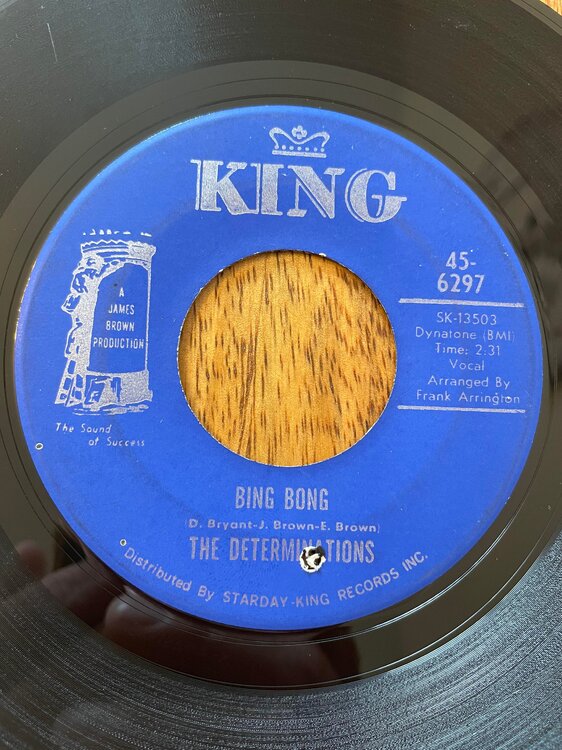 KING
A
JAMES
BROWN
PRODUCTION
The Sound
of Success
45-
6297
SK-13503
Dynatone (BMI)
Time: 2:31
Vocal
Arranged By
Frank Arrington
BING BONG
(D. Bryant-J. Brown-E. Brown)
THE DETERMINATIONS
Distributed By STARDAY-KING RECORDS INC.